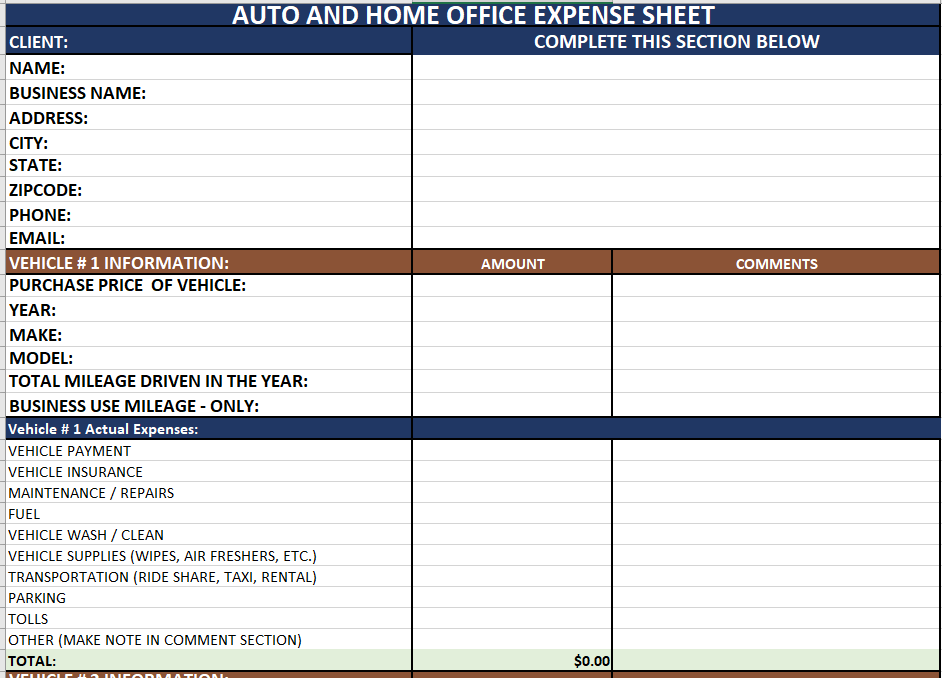 AUTO AND HOME OFFICE EXPENSE SHEET
CLIENT: COMPLETE THIS SECTION BELOW
NAME:
BUSINESS NAME:
ADDRESS:
CITY:
STATE:
ZIPCODE:
PHONE:
EMAIL:
VEHICLE # 1 INFORMATION: AMOUNT COMMENTS
PURCHASE PRICE OF VEHICLE:
YEAR:
MAKE:
MODEL:
TOTAL MILEAGE DRIVEN IN THE YEAR:
BUSINESS USE MILEAGE - ONLY:
Vehicle # 1 Actual Expenses:
VEHICLE PAYMENT
VEHICLE INSURANCE
MAINTENANCE / REPAIRS
FUEL
VEHICLE WASH / CLEAN
VEHICLE SUPPLIES (WIPES, AIR FRESHERS, ETC.)
TRANSPORTATION (RIDE SHARE, TAXI, RENTAL)
PARKING
TOLLS
OTHER (MAKE NOTE IN COMMENT SECTION)
TOTAL: $0.00
VEHICLE # 2 INFORMATION: